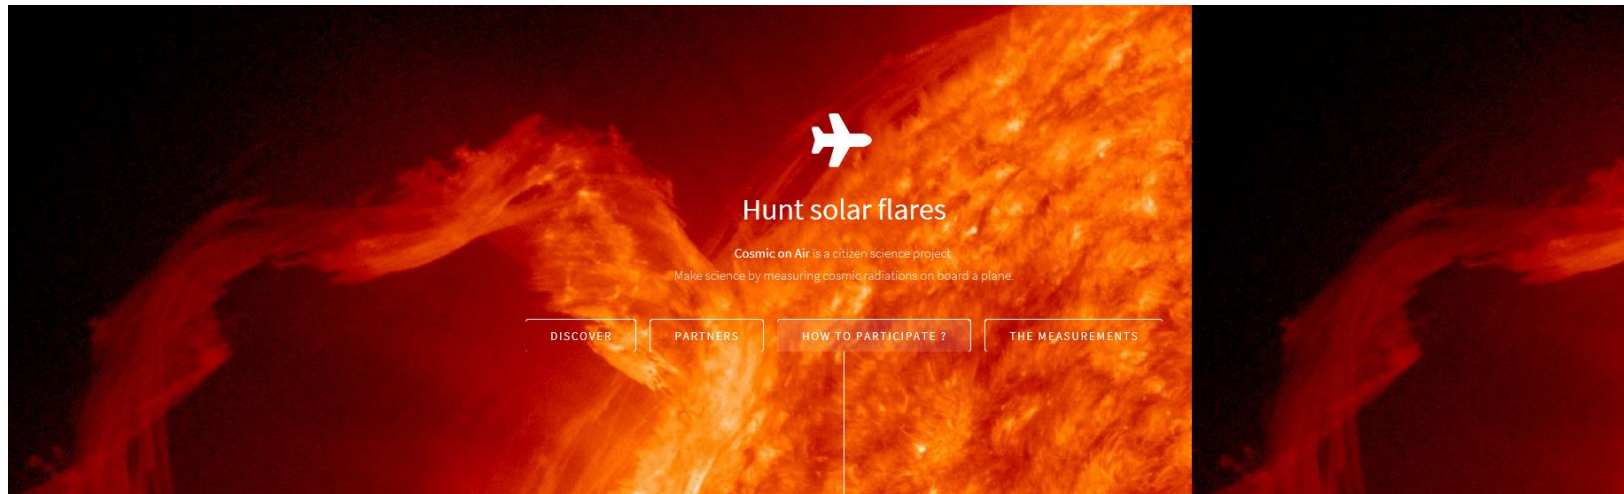 Hunt solar flares
Cosmic on Air is a citizen science project.
Make science by measuring cosmic radiations on board a plane.
DISCOVER
PARTNERS
HOW TO PARTICIPATE ?
THE MEASUREMENTS